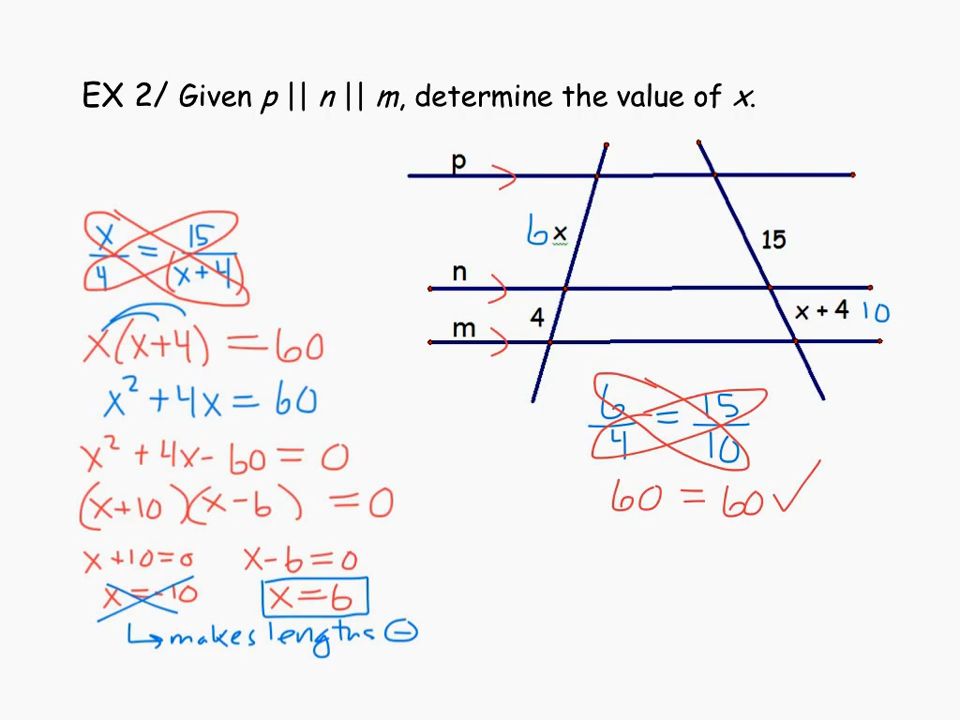 EX 2/ Given p || n || m, determine the value of x.
p
6 x
15
n
4
x + 4 10
m
x/4 = 15/(x+4)
x(x+4) = 60
x² + 4x = 60
x² + 4x - 60 = 0
(x+10)(x-6) = 0
x+10=0 x-6=0
x=-10 x=6
↳ makes lengths ⊖
6/4 = 15/10
60 = 60 ✓